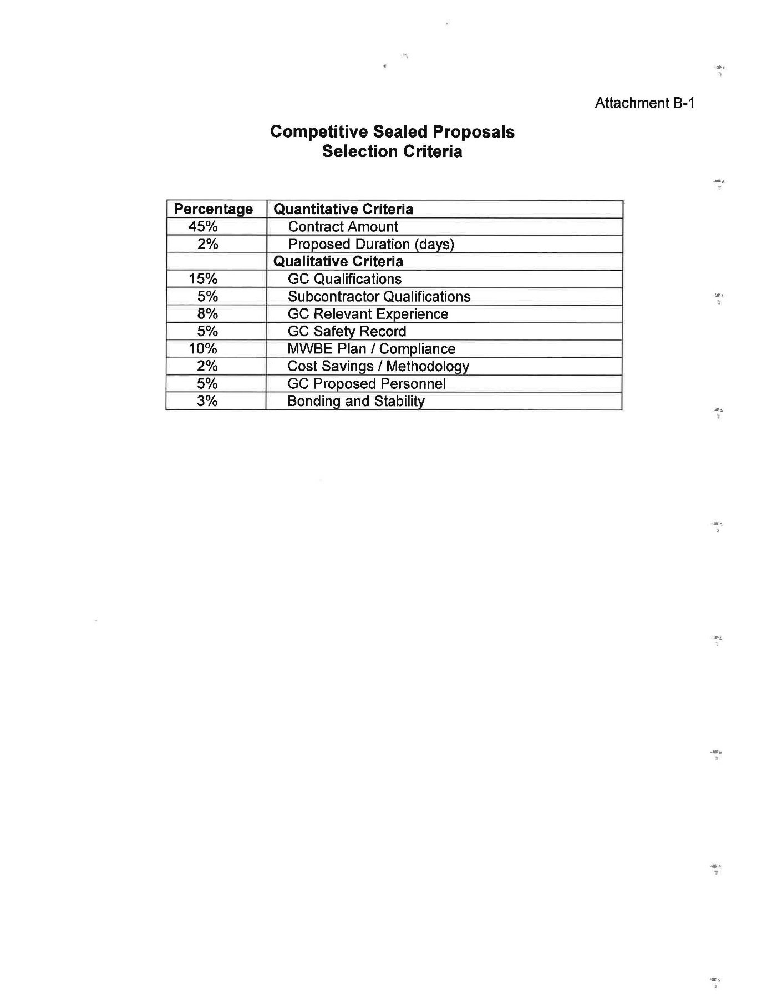 Attachment B-1
Competitive Sealed Proposals
Selection Criteria
Percentage Quantitative Criteria
45% Contract Amount
2% Proposed Duration (days)
Qualitative Criteria
15% GC Qualifications
5% Subcontractor Qualifications
8% GC Relevant Experience
5% GC Safety Record
10% MWBE Plan / Compliance
2% Cost Savings / Methodology
5% GC Proposed Personnel
3% Bonding and Stability